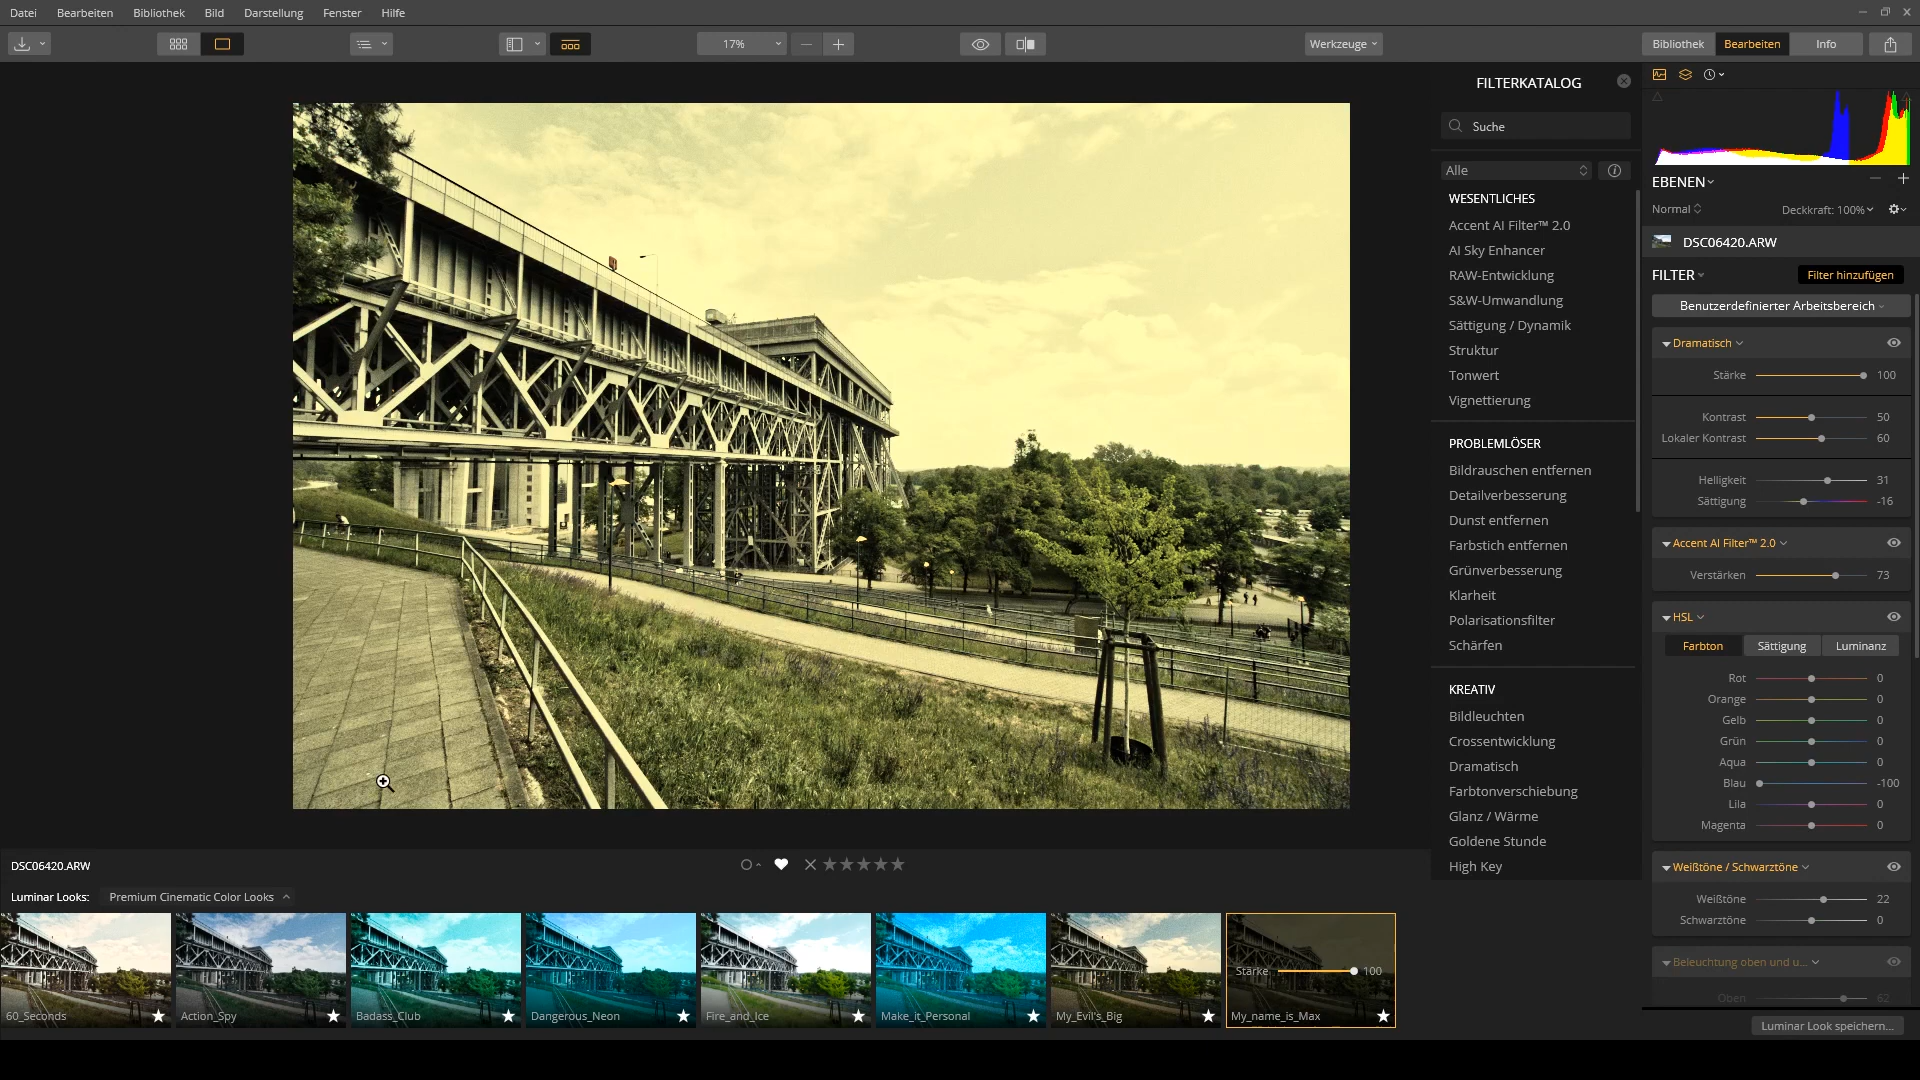 Datei Bearbeiten Bibliothek Bild Darstellung Fenster Hilfe
17% Werkzeuge Bibliothek Bearbeiten Info
FILTERKATALOG
Suche
Alle
WESENTLICHES
Accent AI Filter™ 2.0
AI Sky Enhancer
RAW-Entwicklung
S&W-Umwandlung
Sättigung / Dynamik
Struktur
Tonwert
Vignettierung
PROBLEMLÖSER
Bildrauschen entfernen
Detailverbesserung
Dunst entfernen
Farbstich entfernen
Grünverbesserung
Klarheit
Polarisationsfilter
Schärfen
KREATIV
Bildleuchten
Crossentwicklung
Dramatisch
Farbtonverschiebung
Glanz / Wärme
Goldene Stunde
High Key
EBENEN
Normal Deckkraft: 100%
DSC06420.ARW
FILTER Filter hinzufügen
Benutzerdefinierter Arbeitsbereich
Dramatisch
Stärke 100
Kontrast 50
Lokaler Kontrast 60
Helligkeit 31
Sättigung -16
Accent AI Filter™ 2.0
Verstärken 73
HSL
Farbton Sättigung Luminanz
Rot 0
Orange 0
Gelb 0
Grün 0
Aqua 0
Blau -100
Lila 0
Magenta 0
Weißtöne / Schwarztöne
Weißtöne 22
Schwarztöne 0
Beleuchtung oben und u...
Oben 62
Luminar Look speichern...
DSC06420.ARW
Luminar Looks: Premium Cinematic Color Looks
Stärke 100
60_Seconds Action_Spy Badass_Club Dangerous_Neon Fire_and_Ice Make_it_Personal My_Evil's_Big My_name_is_Max